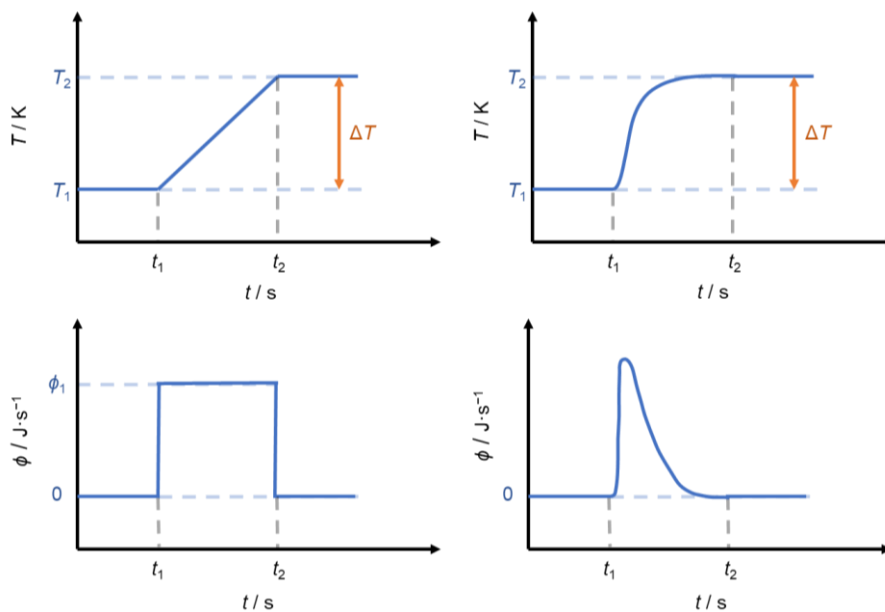 T / K
T₂
T₁
ΔT
t₁
t₂
t / s
T / K
T₂
T₁
ΔT
t₁
t₂
t / s
ϕ / J·s⁻¹
ϕ₁
0
t₁
t₂
t / s
ϕ / J·s⁻¹
0
t₁
t₂
t / s